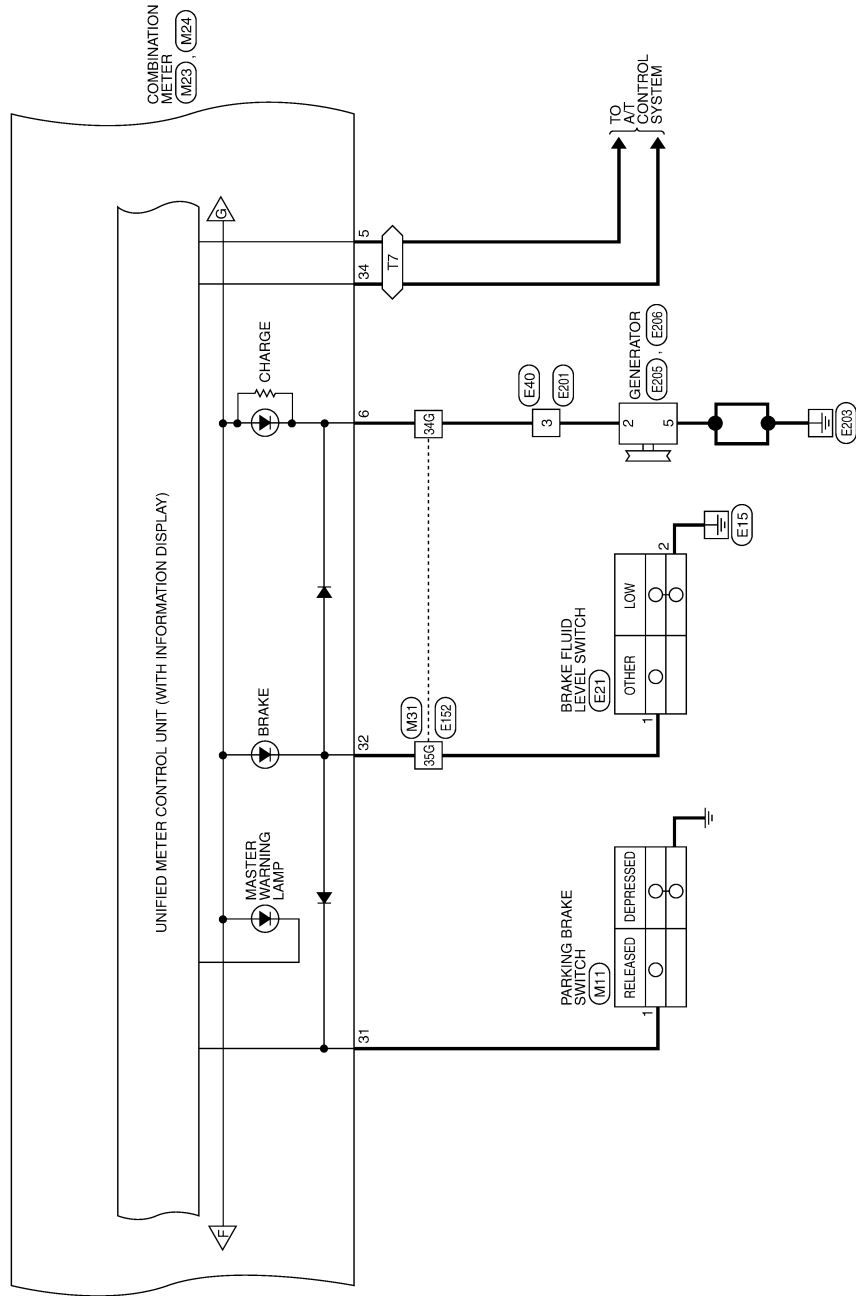 COMBINATION
METER
M23 , M24
UNIFIED METER CONTROL UNIT (WITH INFORMATION DISPLAY)
F
G
MASTER
WARNING
LAMP
BRAKE
CHARGE
31
32
6
34
5
T7
TO
A/T
CONTROL
SYSTEM
35G
M31
E152
34G
3
E40
E201
PARKING BRAKE
SWITCH
M11
RELEASED
DEPRESSED
1
BRAKE FLUID
LEVEL SWITCH
E21
OTHER
LOW
1
2
E15
GENERATOR
E205 , E206
2
5
E203